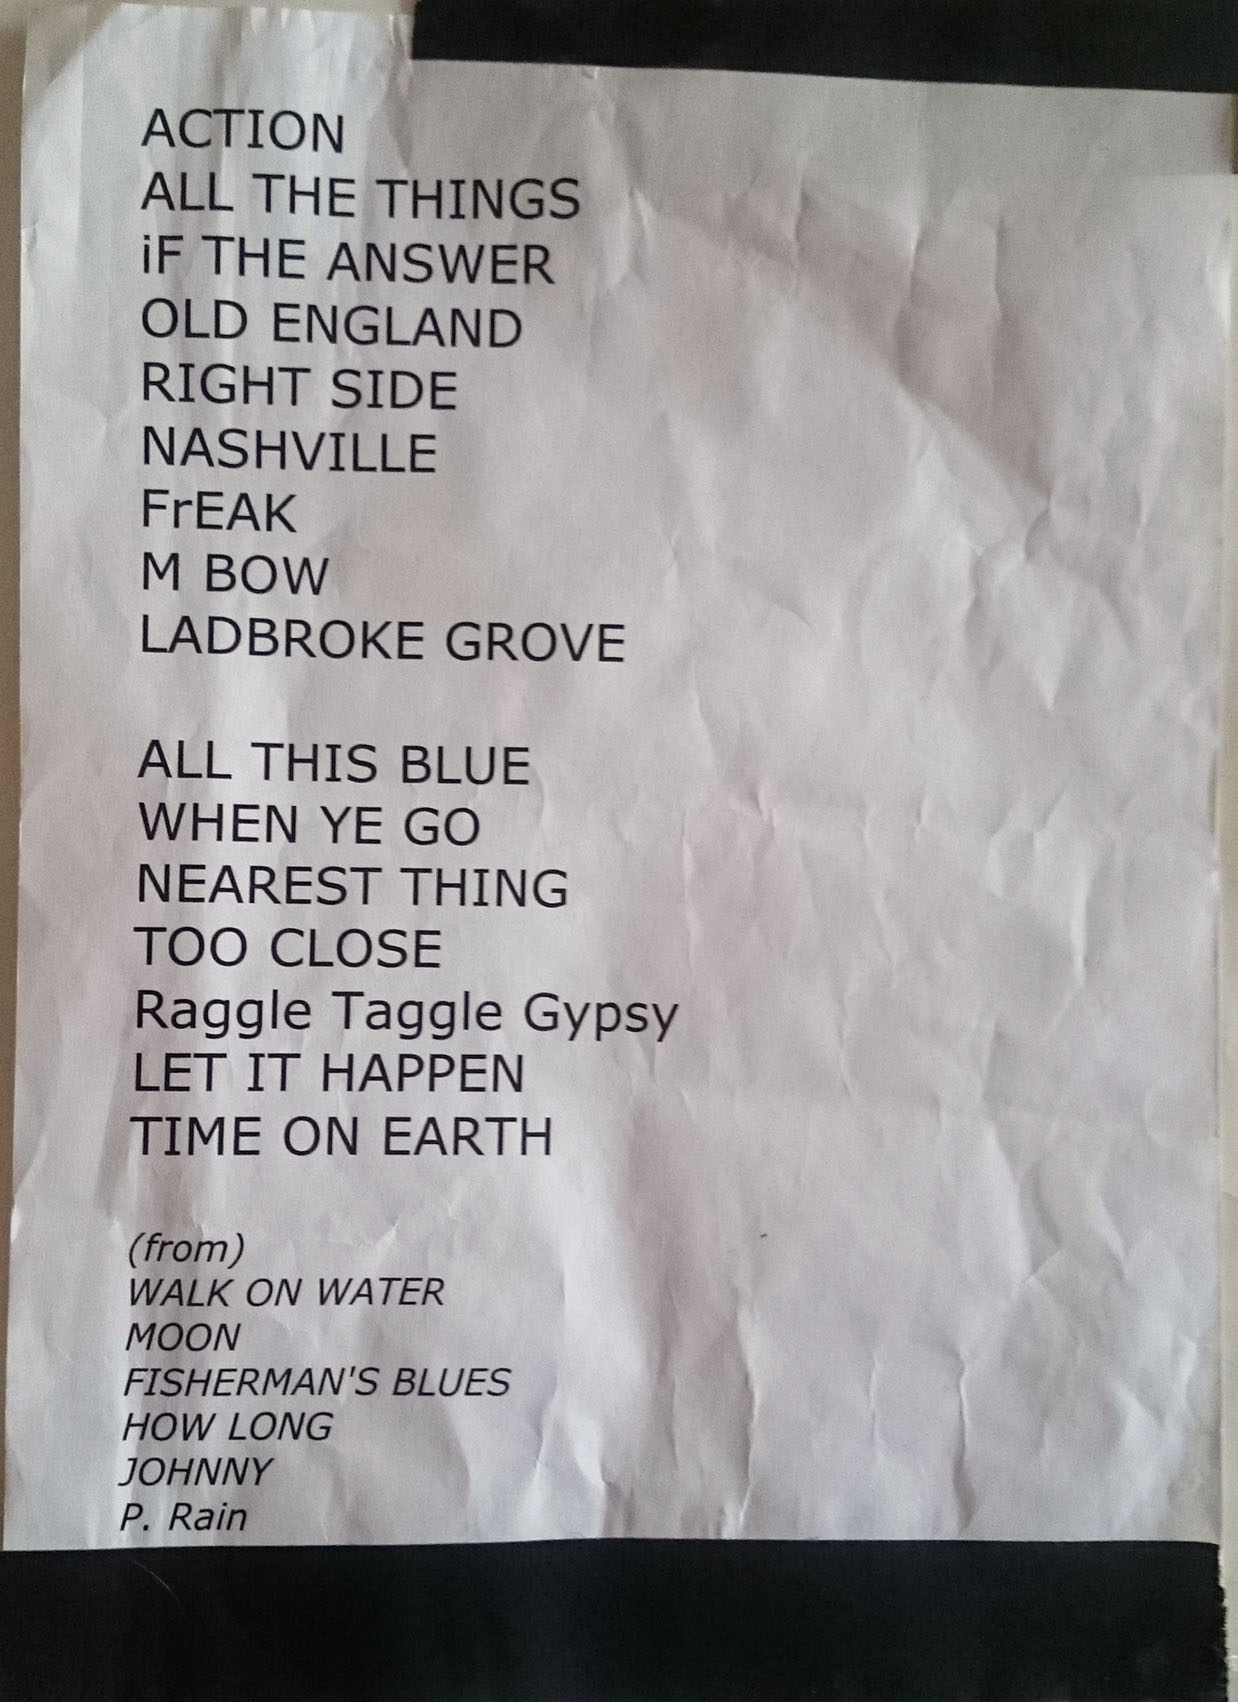 ACTION
ALL THE THINGS
iF THE ANSWER
OLD ENGLAND
RIGHT SIDE
NASHVILLE
FrEAK
M BOW
LADBROKE GROVE
ALL THIS BLUE
WHEN YE GO
NEAREST THING
TOO CLOSE
Raggle Taggle Gypsy
LET IT HAPPEN
TIME ON EARTH
(from)
WALK ON WATER
MOON
FISHERMAN'S BLUES
HOW LONG
JOHNNY
P. Rain